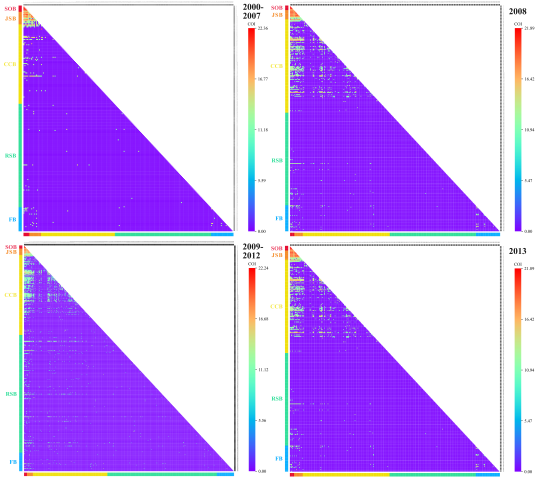 SOB
JSB
CCB
RSB
FB
2000-
2007
COI
22.36
16.77
11.18
5.59
0.00
SOB
JSB
CCB
RSB
FB
2008
COI
21.89
16.42
10.94
5.47
0.00
SOB
JSB
CCB
RSB
FB
2009-
2012
COI
22.24
16.68
11.12
5.56
0.00
SOB
JSB
CCB
RSB
FB
2013
COI
21.89
16.42
10.94
5.47
0.00